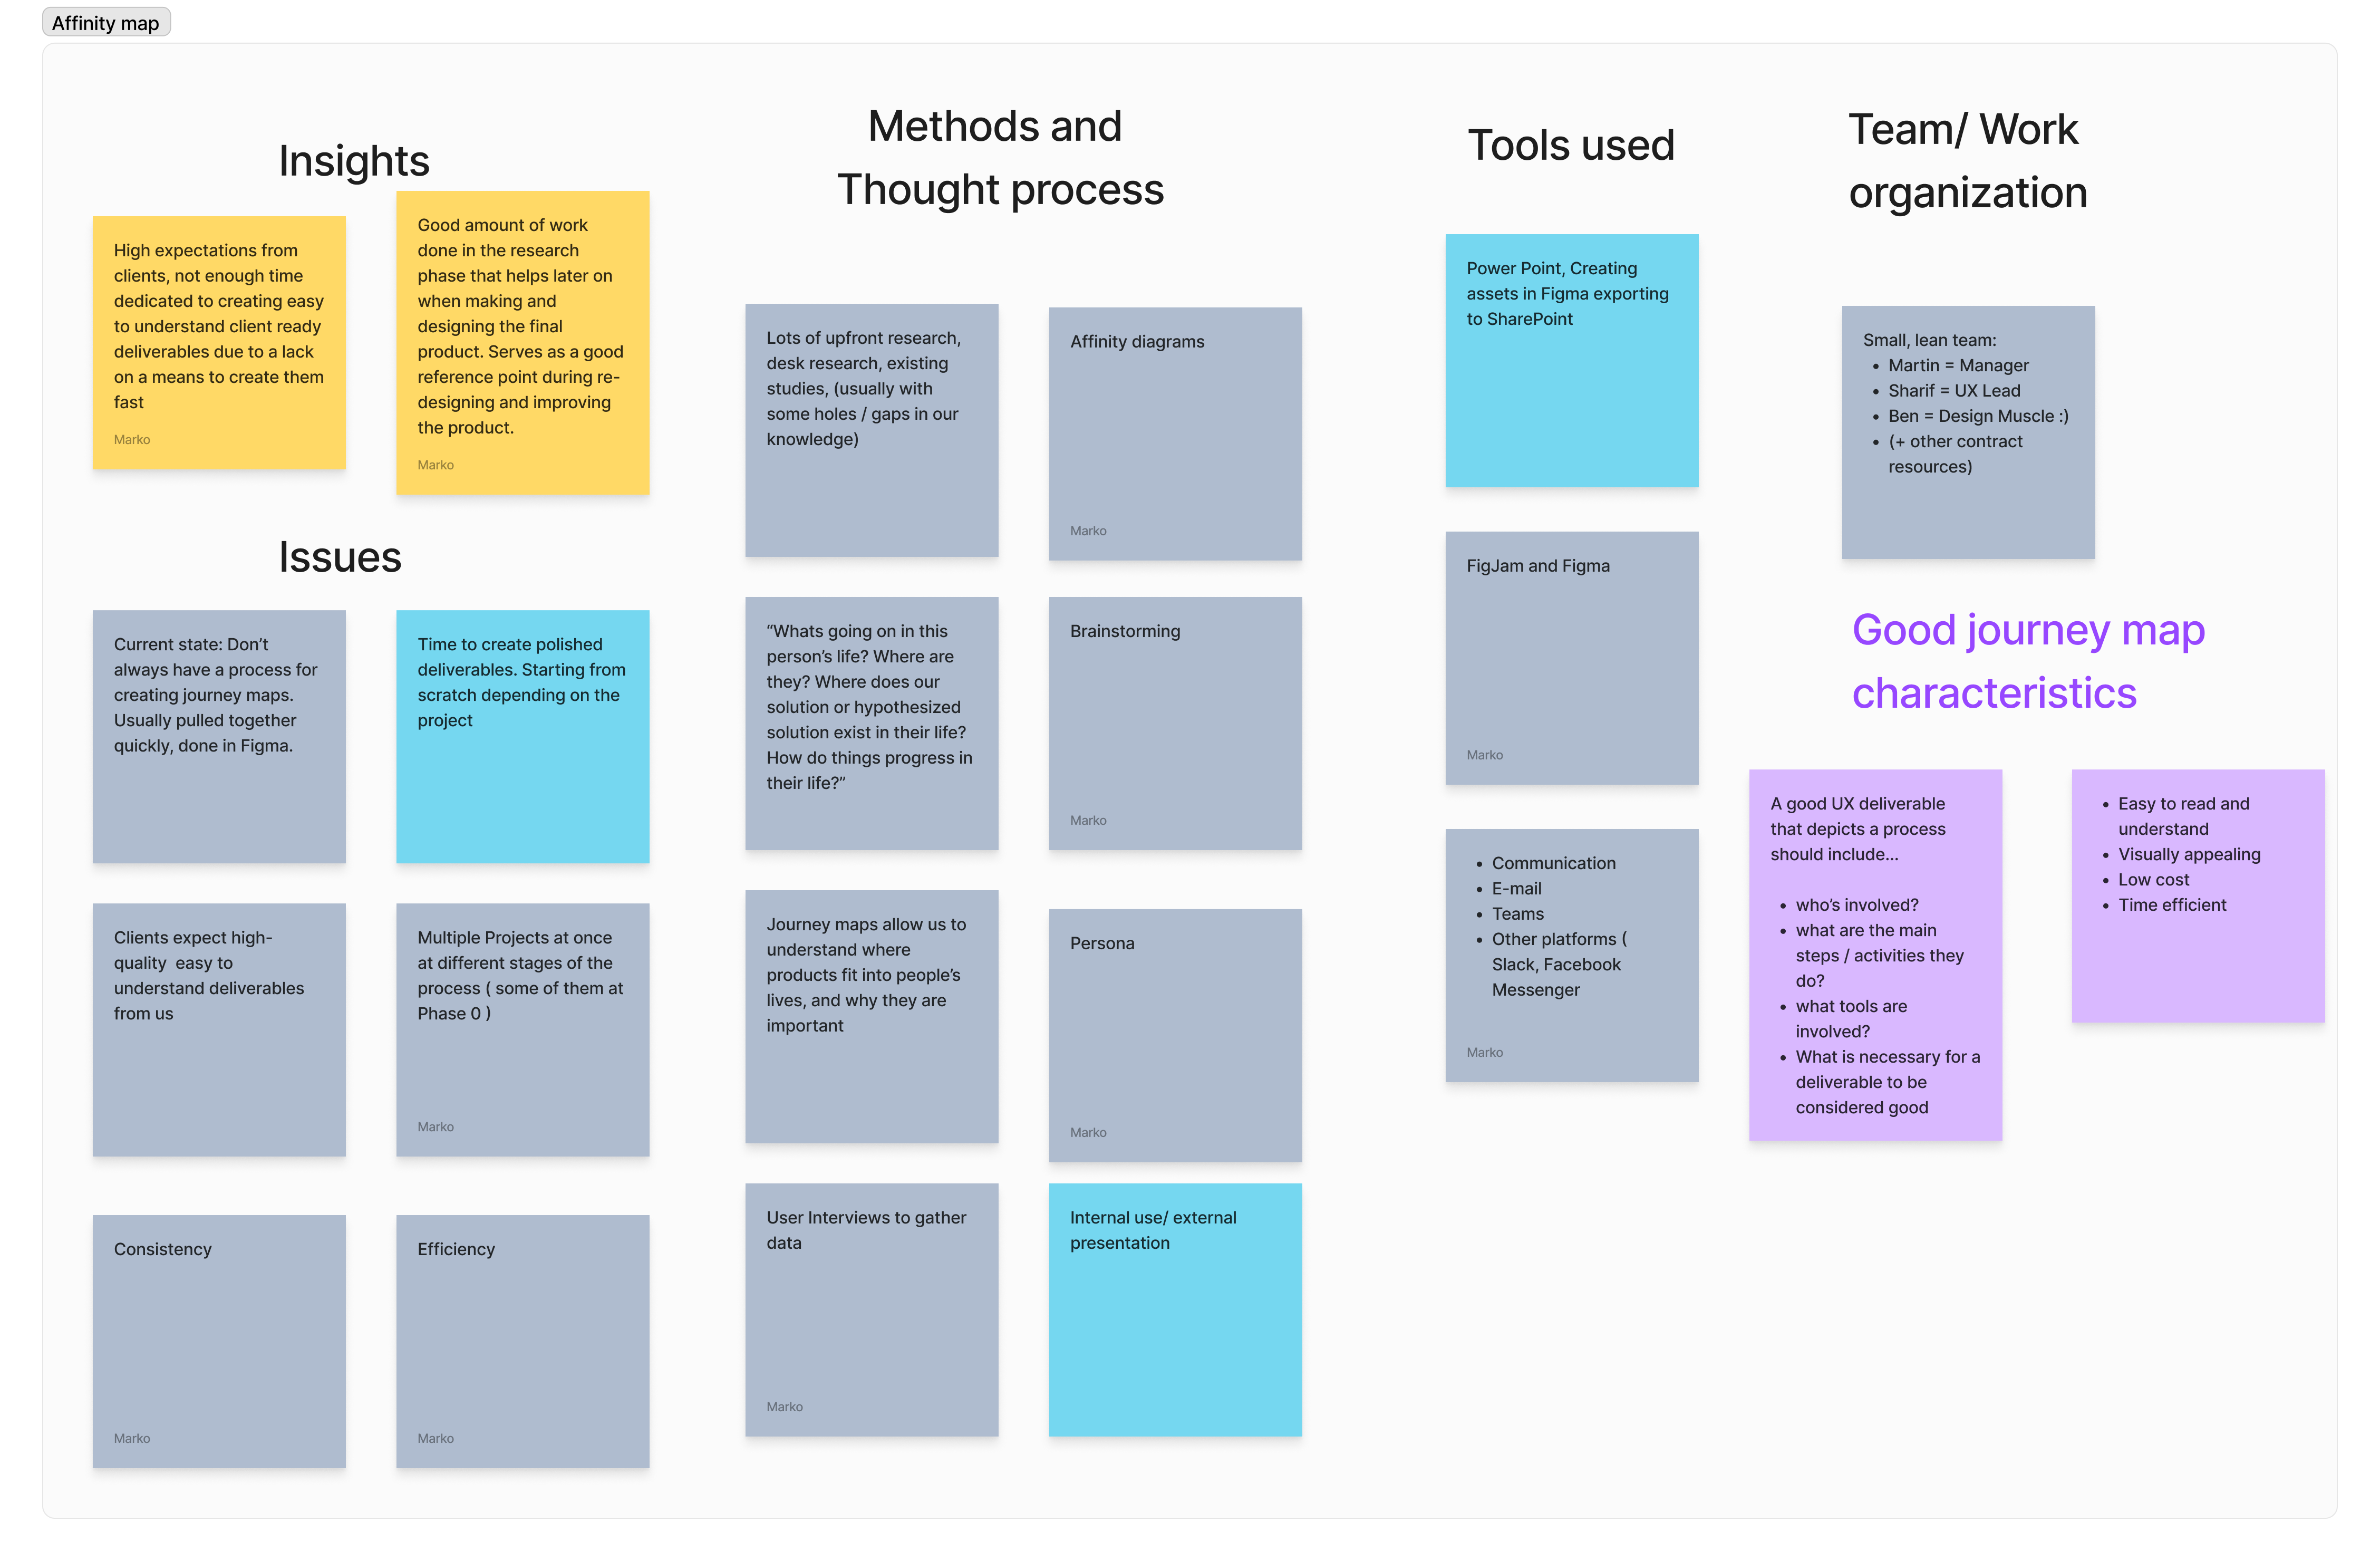 Affinity map
Insights
High expectations from
clients, not enough time
dedicated to creating easy
to understand client ready
deliverables due to a lack
on a means to create them
fast
Marko
Good amount of work
done in the research
phase that helps later on
when making and
designing the final
product. Serves as a good
reference point during re-
designing and improving
the product.
Marko
Issues
Current state: Don’t
always have a process for
creating journey maps.
Usually pulled together
quickly, done in Figma.
Time to create polished
deliverables. Starting from
scratch depending on the
project
Clients expect high-
quality  easy to
understand deliverables
from us
Multiple Projects at once
at different stages of the
process ( some of them at
Phase 0 )
Marko
Consistency
Marko
Efficiency
Marko
Methods and
Thought process
Lots of upfront research,
desk research, existing
studies, (usually with
some holes / gaps in our
knowledge)
Affinity diagrams
Marko
“Whats going on in this
person’s life? Where are
they? Where does our
solution or hypothesized
solution exist in their life?
How do things progress in
their life?”
Brainstorming
Marko
Journey maps allow us to
understand where
products fit into people’s
lives, and why they are
important
Persona
Marko
User Interviews to gather
data
Marko
Internal use/ external
presentation
Tools used
Power Point, Creating
assets in Figma exporting
to SharePoint
FigJam and Figma
Marko
• Communication
• E-mail
• Teams
• Other platforms (
Slack, Facebook
Messenger
Marko
Team/ Work
organization
Small, lean team:
• Martin = Manager
• Sharif = UX Lead
• Ben = Design Muscle :)
• (+ other contract
resources)
Good journey map
characteristics
A good UX deliverable
that depicts a process
should include...
• who’s involved?
• what are the main
steps / activities they
do?
• what tools are
involved?
• What is necessary for a
deliverable to be
considered good
• Easy to read and
understand
• Visually appealing
• Low cost
• Time efficient